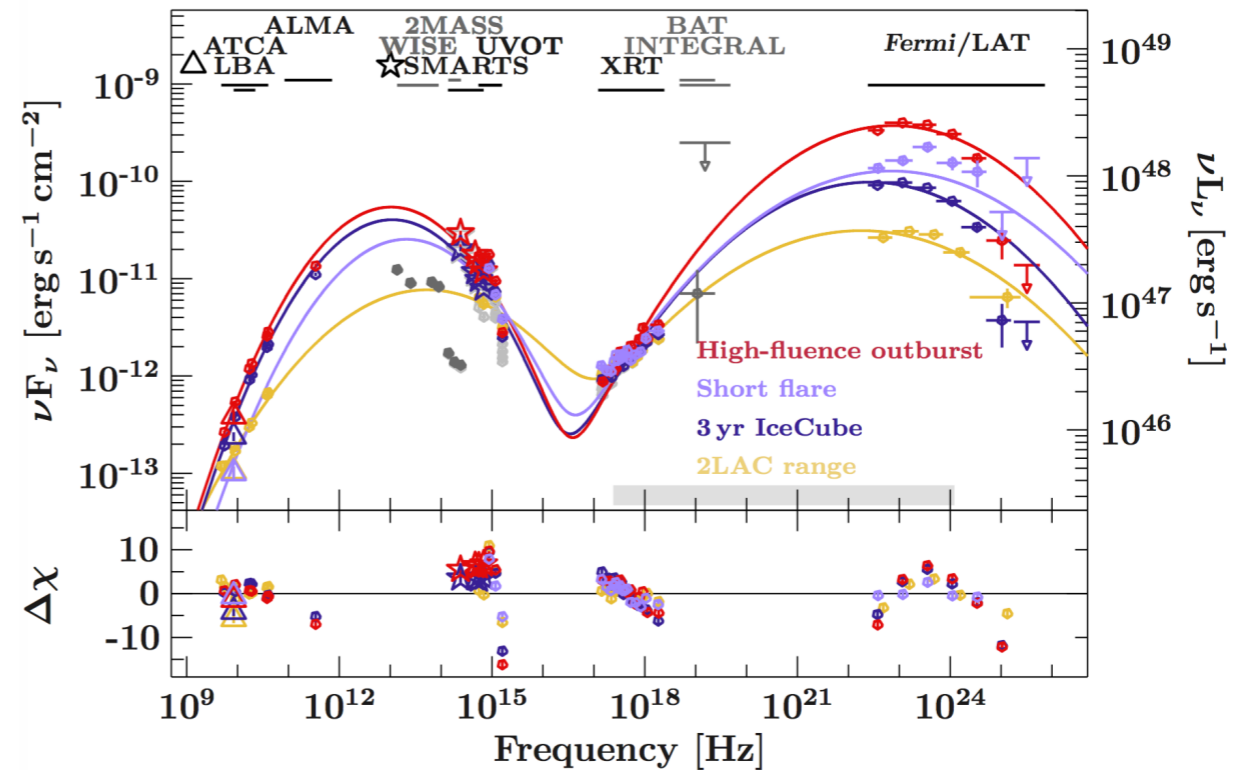 ALMA 2MASS BAT
ATCA WISE UVOT INTEGRAL Fermi/LAT
LBA SMARTS XRT
10⁻⁹
10⁻¹⁰
10⁻¹¹
10⁻¹²
10⁻¹³
νFν [erg s⁻¹ cm⁻²]
10⁴⁹
10⁴⁸
10⁴⁷
10⁴⁶
νLν [erg s⁻¹]
High-fluence outburst
Short flare
3 yr IceCube
2LAC range
10
0
-10
Δχ
10⁹ 10¹² 10¹⁵ 10¹⁸ 10²¹ 10²⁴
Frequency [Hz]